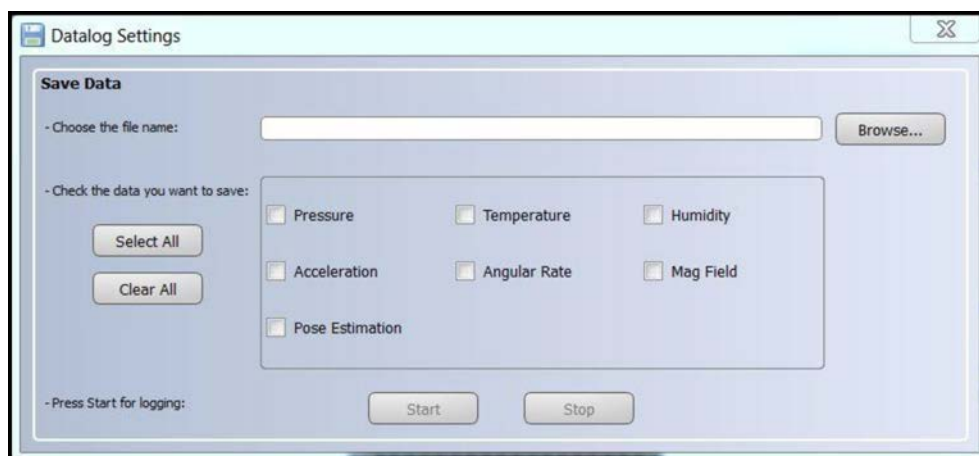 Datalog Settings
Save Data
- Choose the file name:
Browse...
- Check the data you want to save:
Pressure
Temperature
Humidity
Select All
Acceleration
Angular Rate
Mag Field
Clear All
Pose Estimation
- Press Start for logging:
Start
Stop